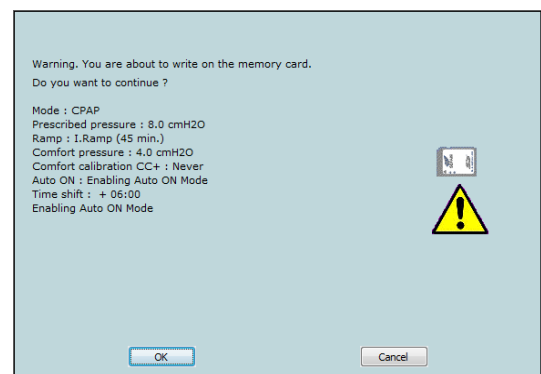 Warning. You are about to write on the memory card.
Do you want to continue ?
Mode : CPAP
Prescribed pressure : 8.0 cmH2O
Ramp : I.Ramp (45 min.)
Comfort pressure : 4.0 cmH2O
Comfort calibration CC+ : Never
Auto ON : Enabling Auto ON Mode
Time shift :  + 06:00
Enabling Auto ON Mode
OK
Cancel